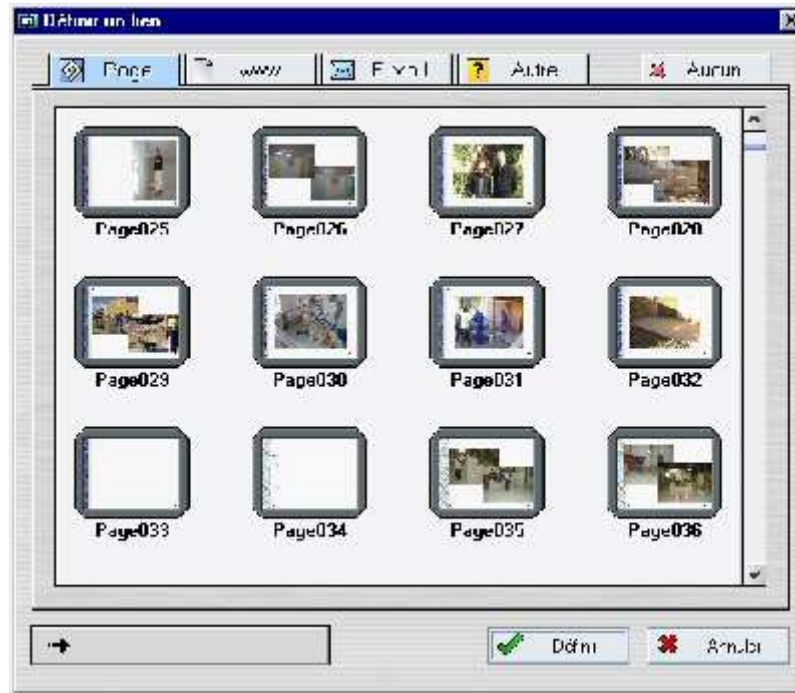 Définir un lien
Page www E-mail Autre Aucun
Page025 Page026 Page027 Page028
Page029 Page030 Page031 Page032
Page033 Page034 Page035 Page036
Définir Annuler